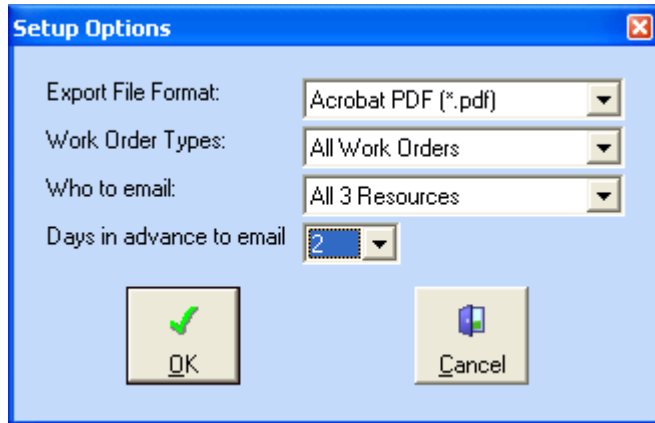 Setup Options
Export File Format: Acrobat PDF (*.pdf)
Work Order Types: All Work Orders
Who to email: All 3 Resources
Days in advance to email 2
OK Cancel